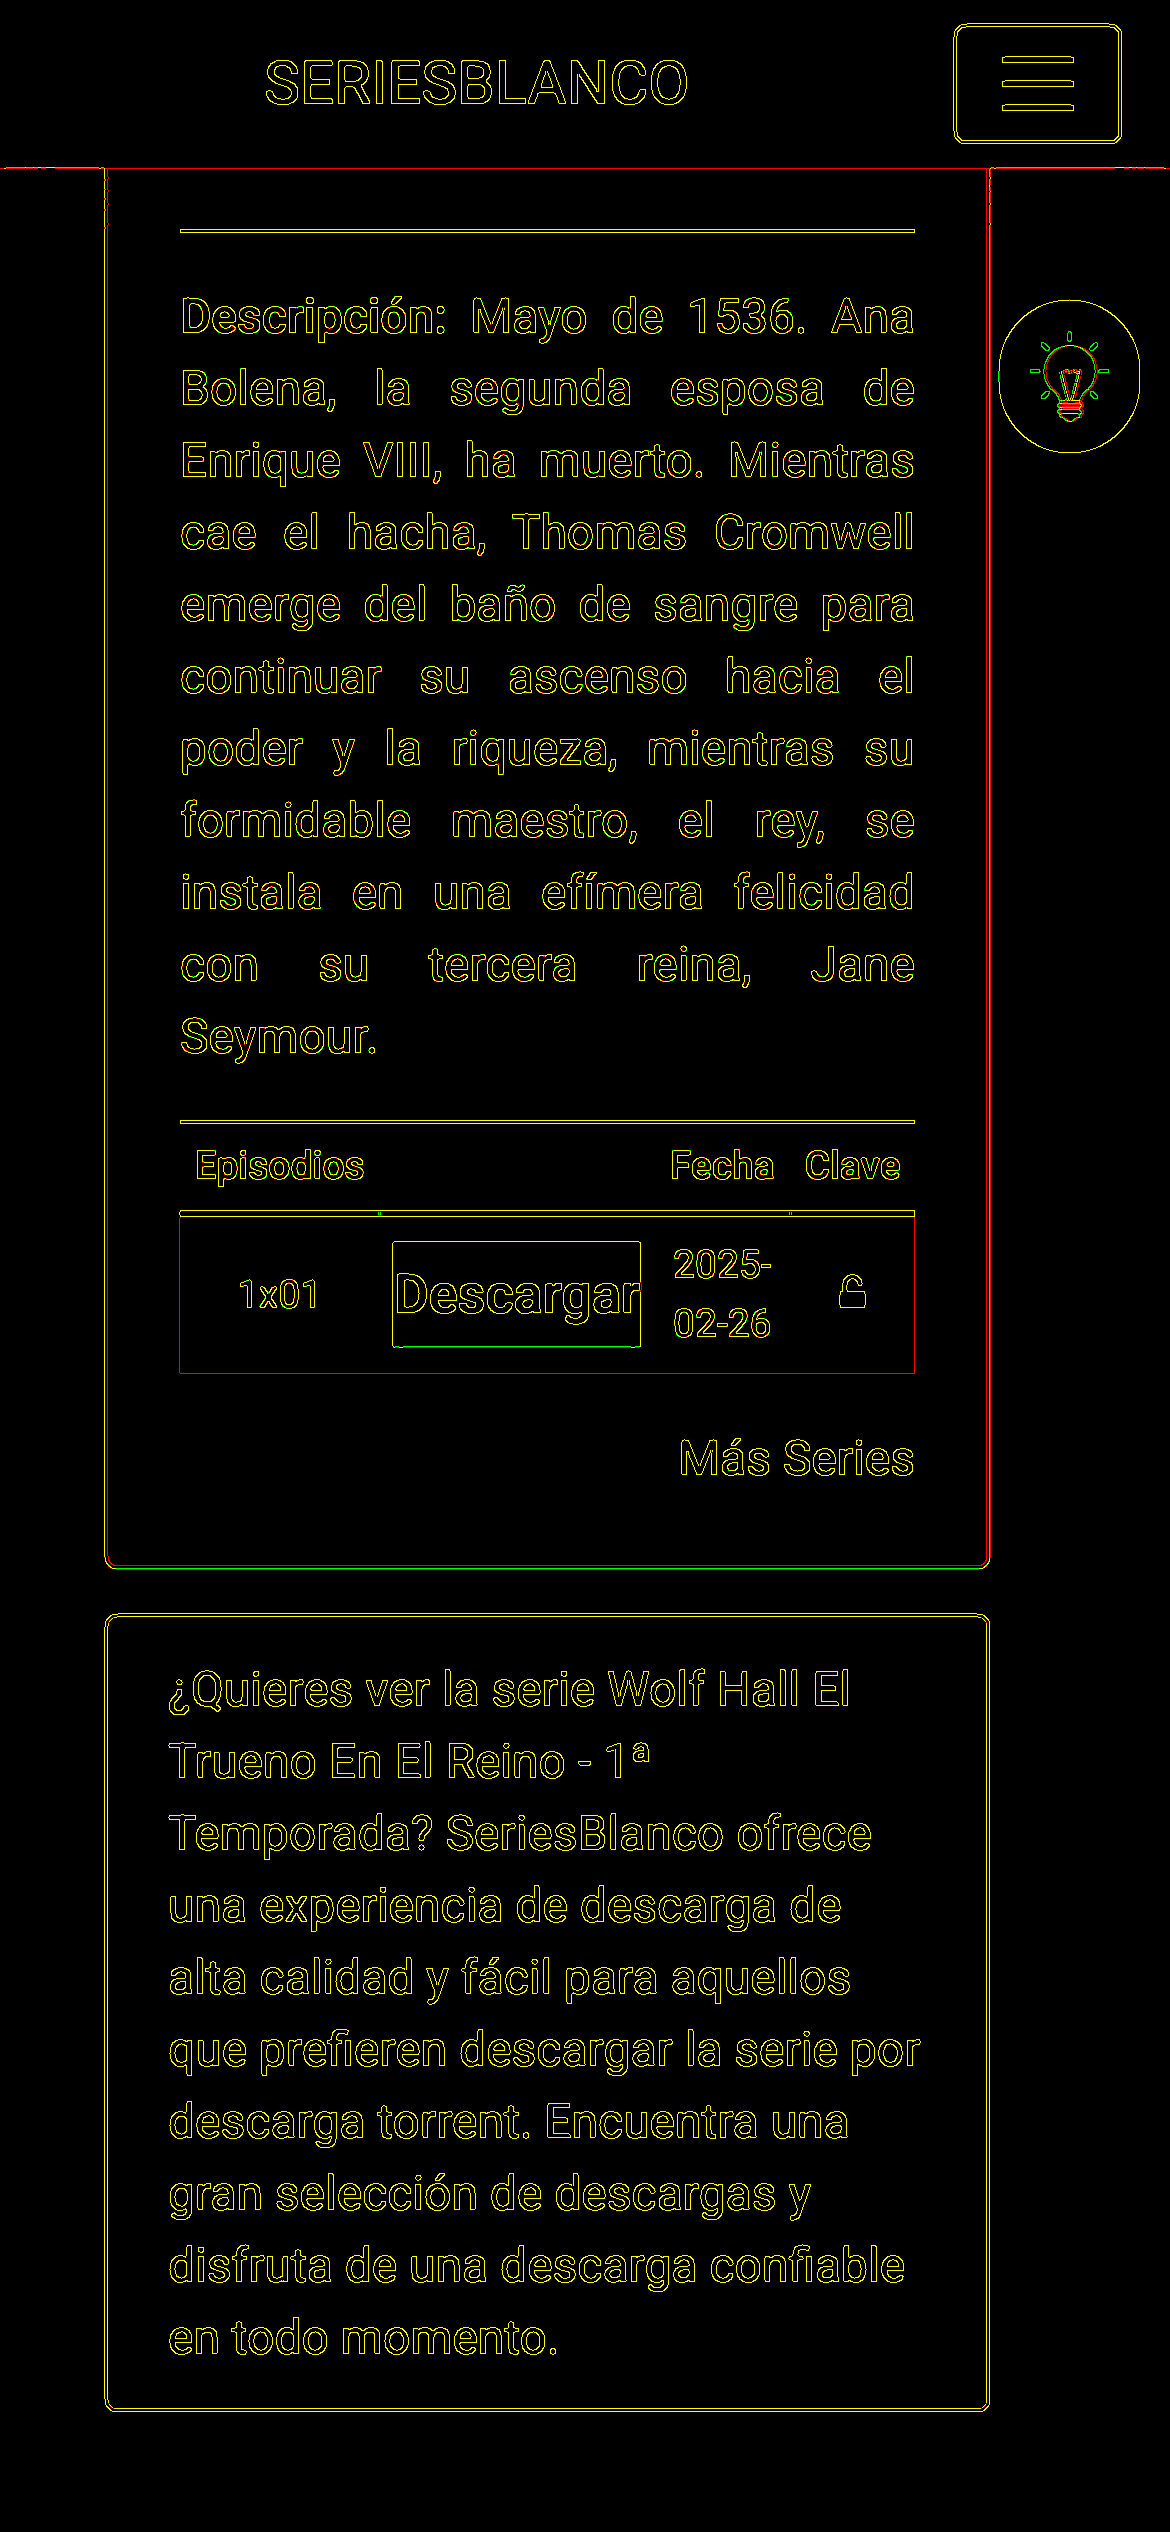 SERIESBLANCO
Descripción: Mayo de 1536. Ana
Bolena, la segunda esposa de
Enrique VIII, ha muerto. Mientras
cae el hacha, Thomas Cromwell
emerge del baño de sangre para
continuar su ascenso hacia el
poder y la riqueza, mientras su
formidable maestro, el rey, se
instala en una efímera felicidad
con su tercera reina, Jane
Seymour.
Episodios Fecha Clave
1x01 Descargar 2025-
02-26
Más Series
¿Quieres ver la serie Wolf Hall El
Trueno En El Reino - 1ª
Temporada? SeriesBlanco ofrece
una experiencia de descarga de
alta calidad y fácil para aquellos
que prefieren descargar la serie por
descarga torrent. Encuentra una
gran selección de descargas y
disfruta de una descarga confiable
en todo momento.